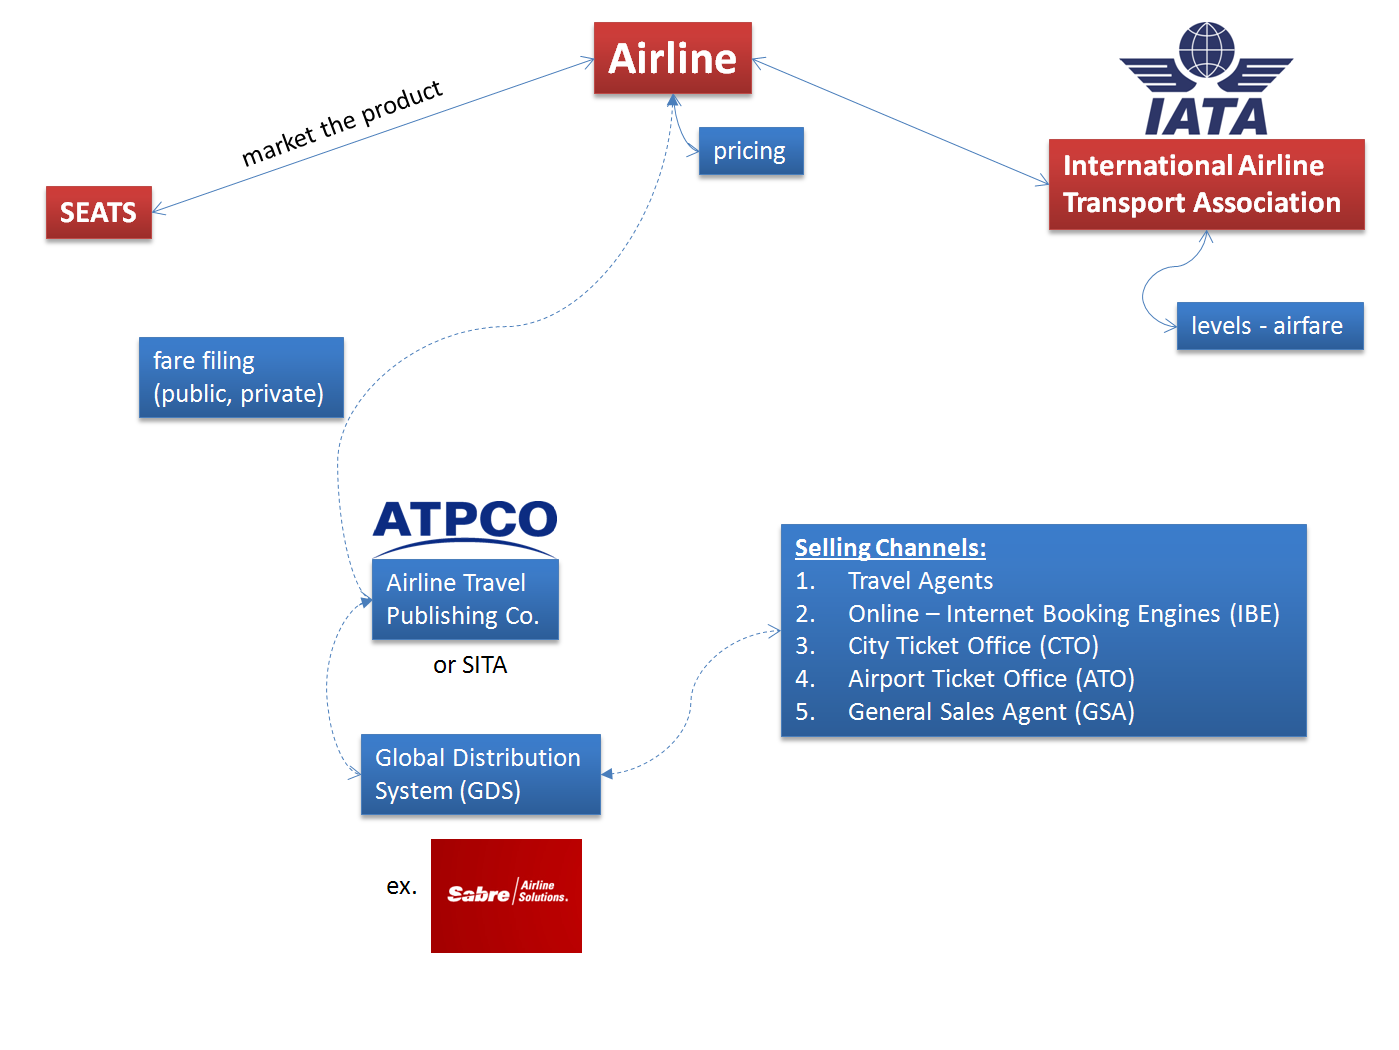 Airline
IATA
market the product
pricing
International Airline
Transport Association
SEATS
levels - airfare
fare filing
(public, private)
ATPCO
Airline Travel
Publishing Co.
or SITA
Selling Channels:
1. Travel Agents
2. Online – Internet Booking Engines (IBE)
3. City Ticket Office (CTO)
4. Airport Ticket Office (ATO)
5. General Sales Agent (GSA)
Global Distribution
System (GDS)
ex.
Sabre Airline
Solutions.